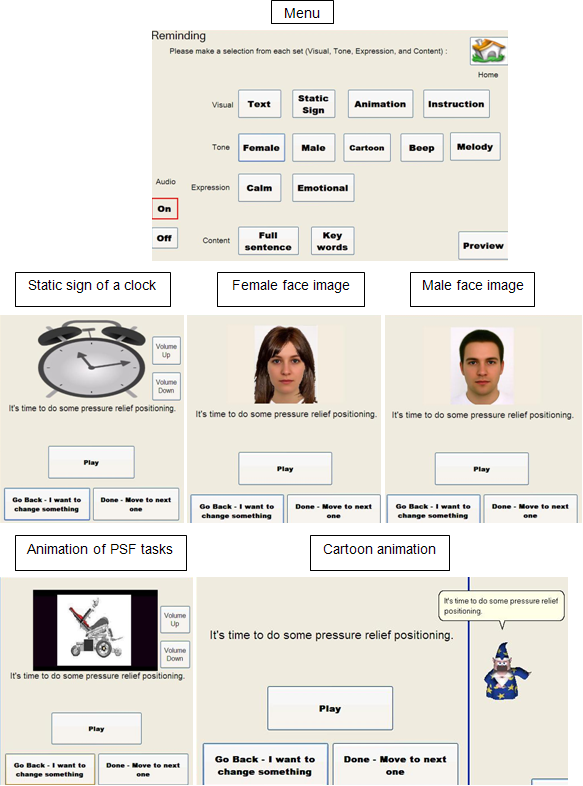 Menu
Reminding
Please make a selection from each set (Visual, Tone, Expression, and Content) :
Home
Visual
Text
Static
Sign
Animation
Instruction
Tone
Female
Male
Cartoon
Beep
Melody
Audio
Expression
Calm
Emotional
On
Off
Content
Full
sentence
Key
words
Preview
Static sign of a clock
Female face image
Male face image
Volume
Up
Volume
Down
It's time to do some pressure relief positioning.
Play
Go Back - I want to
change something
Done - Move to next
one
It's time to do some pressure relief positioning.
Play
Go Back - I want to
change something
Done - Move to next
one
It's time to do some pressure relief positioning.
Play
Go Back - I want to
change something
Done - Move to next
one
Animation of PSF tasks
Cartoon animation
Volume
Up
Volume
Down
It's time to do some pressure relief positioning.
Play
Go Back - I want to
change something
Done - Move to next
one
It's time to do some pressure relief
positioning.
It's time to do some pressure relief positioning.
Play
Go Back - I want to
change something
Done - Move to next
one